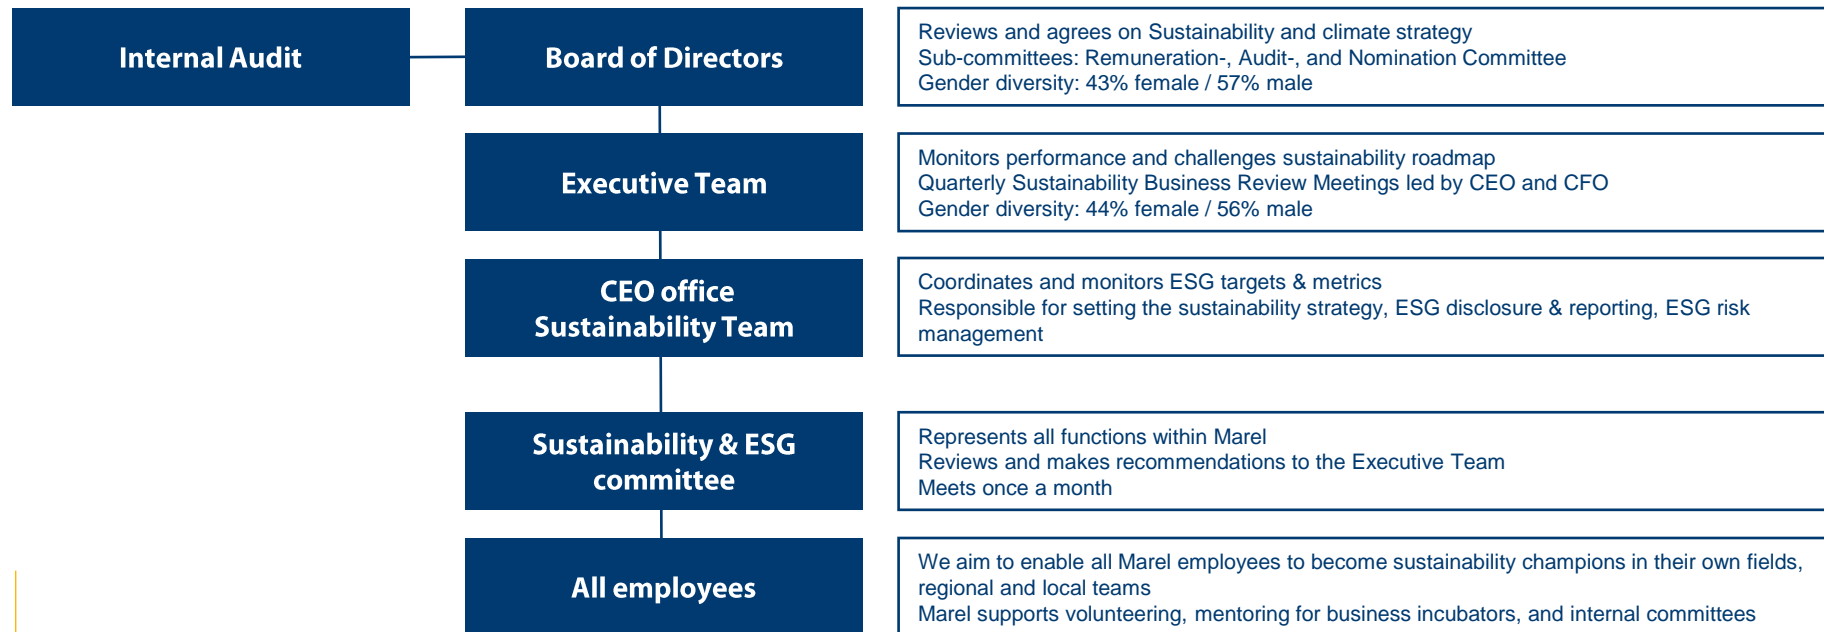 Internal Audit
Board of Directors
Reviews and agrees on Sustainability and climate strategy
Sub-committees: Remuneration-, Audit-, and Nomination Committee
Gender diversity: 43% female / 57% male
Executive Team
Monitors performance and challenges sustainability roadmap
Quarterly Sustainability Business Review Meetings led by CEO and CFO
Gender diversity: 44% female / 56% male
CEO office
Sustainability Team
Coordinates and monitors ESG targets & metrics
Responsible for setting the sustainability strategy, ESG disclosure & reporting, ESG risk
management
Sustainability & ESG
committee
Represents all functions within Marel
Reviews and makes recommendations to the Executive Team
Meets once a month
All employees
We aim to enable all Marel employees to become sustainability champions in their own fields,
regional and local teams
Marel supports volunteering, mentoring for business incubators, and internal committees